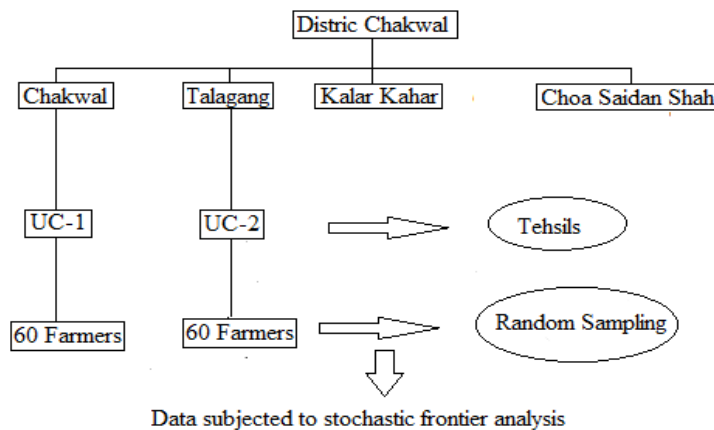 Distric Chakwal
Chakwal
Talagang
Kalar Kahar
Choa Saidan Shah
UC-1
UC-2
Tehsils
60 Farmers
60 Farmers
Random Sampling
Data subjected to stochastic frontier analysis